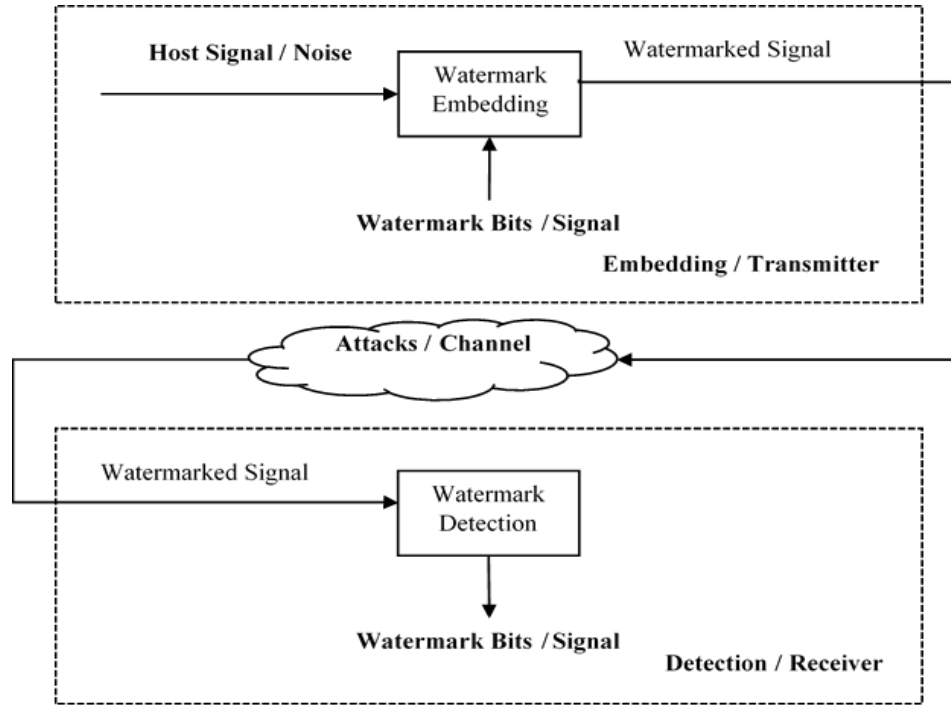 Host Signal / Noise
Watermarked Signal
Watermark
Embedding
Watermark Bits / Signal
Embedding / Transmitter
Attacks / Channel
Watermarked Signal
Watermark
Detection
Watermark Bits / Signal
Detection / Receiver